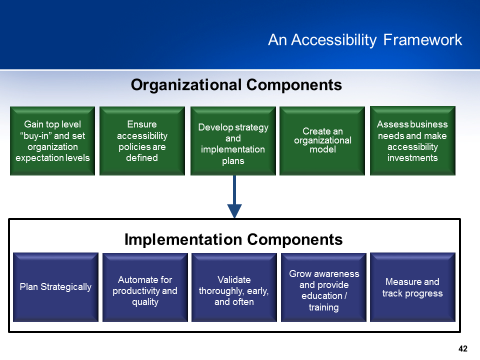 An Accessibility Framework
Organizational Components
Gain top level
“buy-in” and set
organization
expectation levels
Ensure
accessibility
policies are
defined
Develop strategy
and
implementation
plans
Create an
organizational
model
Assess business
needs and make
accessibility
investments
Implementation Components
Plan Strategically
Automate for
productivity and
quality
Validate
thoroughly, early,
and often
Grow awareness
and provide
education /
training
Measure and
track progress
42